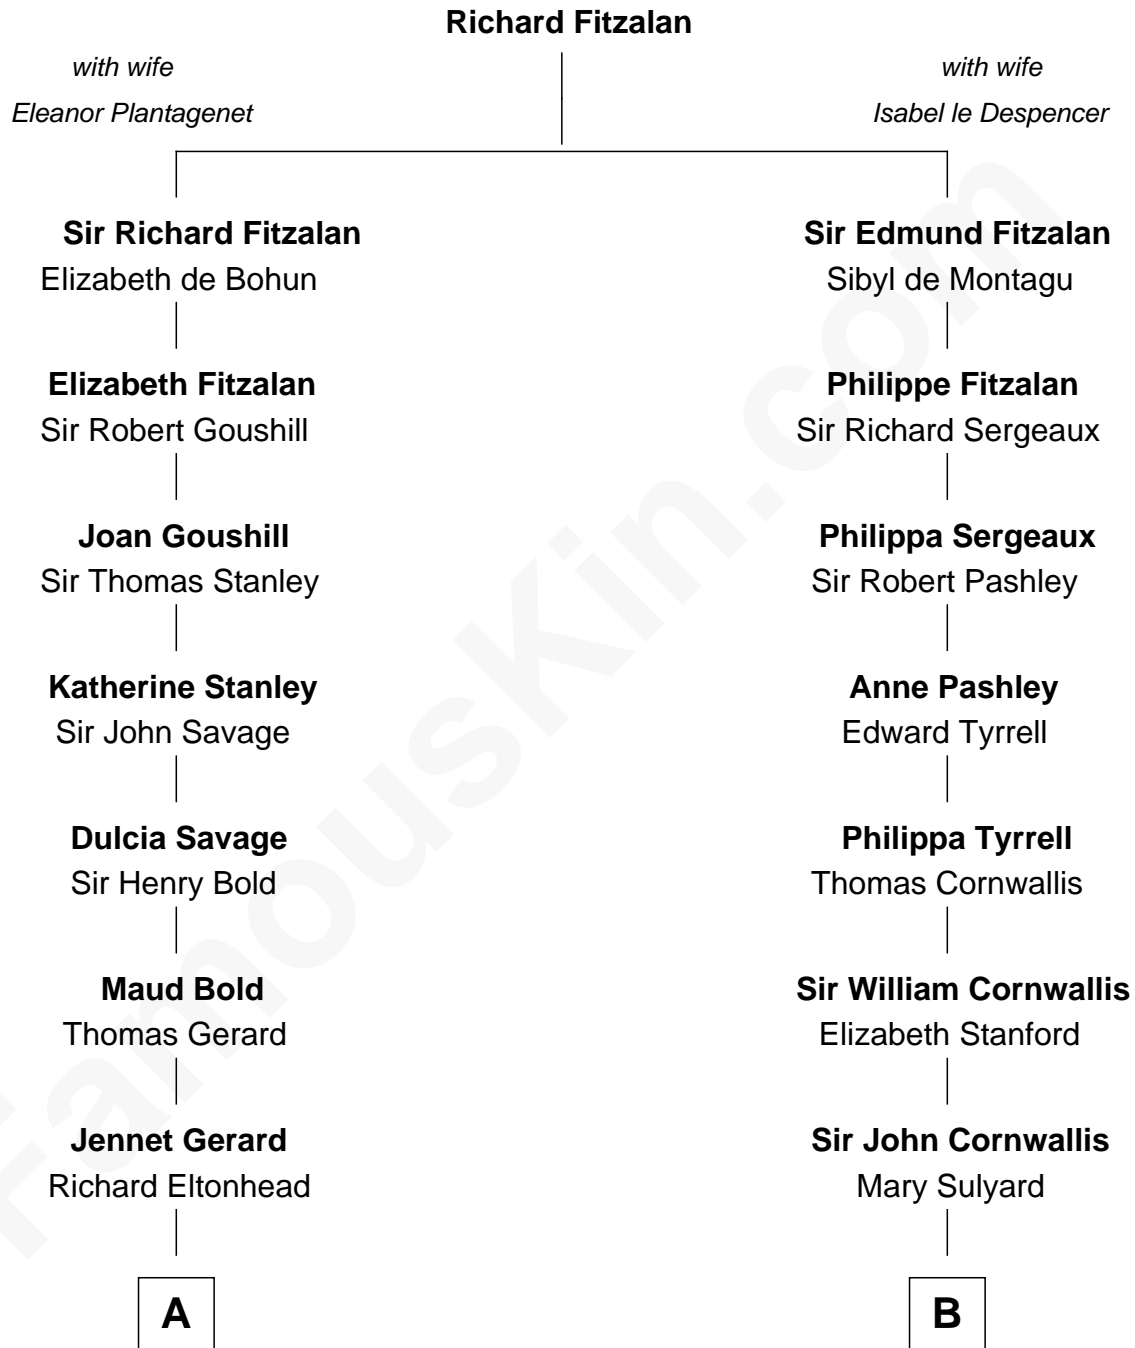 Richard Fitzalan
with wife
Eleanor Plantagenet
with wife
Isabel le Despencer
Sir Richard Fitzalan
Elizabeth de Bohun
Sir Edmund Fitzalan
Sibyl de Montagu
Elizabeth Fitzalan
Sir Robert Goushill
Philippe Fitzalan
Sir Richard Sergeaux
Joan Goushill
Sir Thomas Stanley
Philippa Sergeaux
Sir Robert Pashley
Katherine Stanley
Sir John Savage
Anne Pashley
Edward Tyrrell
Dulcia Savage
Sir Henry Bold
Philippa Tyrrell
Thomas Cornwallis
Maud Bold
Thomas Gerard
Sir William Cornwallis
Elizabeth Stanford
Jennet Gerard
Richard Eltonhead
Sir John Cornwallis
Mary Sulyard
A
B
FamousKin.com